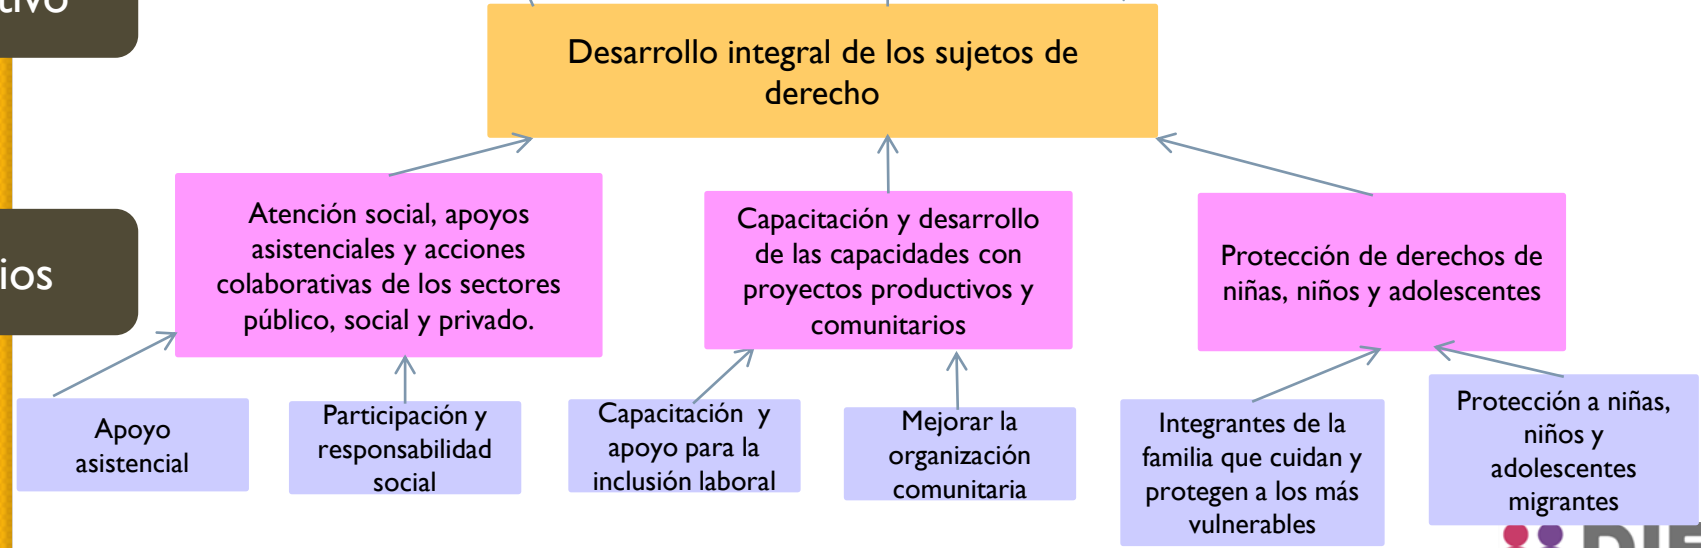 tivo
Desarrollo integral de los sujetos de
derecho
ios
Atención social, apoyos
asistenciales y acciones
colaborativas de los sectores
público, social y privado.
Capacitación y desarrollo
de las capacidades con
proyectos productivos y
comunitarios
Protección de derechos de
niñas, niños y adolescentes
Apoyo
asistencial
Participación y
responsabilidad
social
Capacitación y
apoyo para la
inclusión laboral
Mejorar la
organización
comunitaria
Integrantes de la
familia que cuidan y
protegen a los más
vulnerables
Protección a niñas,
niños y
adolescentes
migrantes
DIF